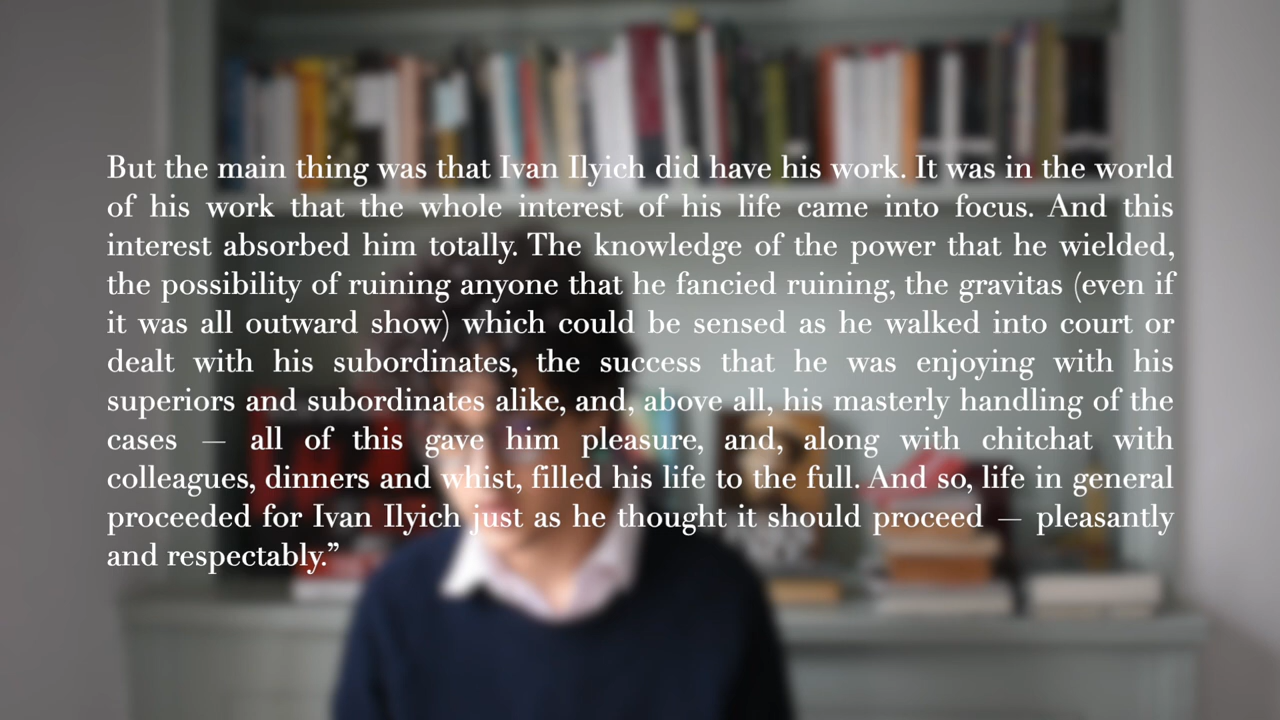 But the main thing was that Ivan Ilyich did have his work. It was in the world
of his work that the whole interest of his life came into focus. And this
interest absorbed him totally. The knowledge of the power that he wielded,
the possibility of ruining anyone that he fancied ruining, the gravitas (even if
it was all outward show) which could be sensed as he walked into court or
dealt with his subordinates, the success that he was enjoying with his
superiors and subordinates alike, and, above all, his masterly handling of the
cases — all of this gave him pleasure, and, along with chitchat with
colleagues, dinners and whist, filled his life to the full. And so, life in general
proceeded for Ivan Ilyich just as he thought it should proceed — pleasantly
and respectably.”